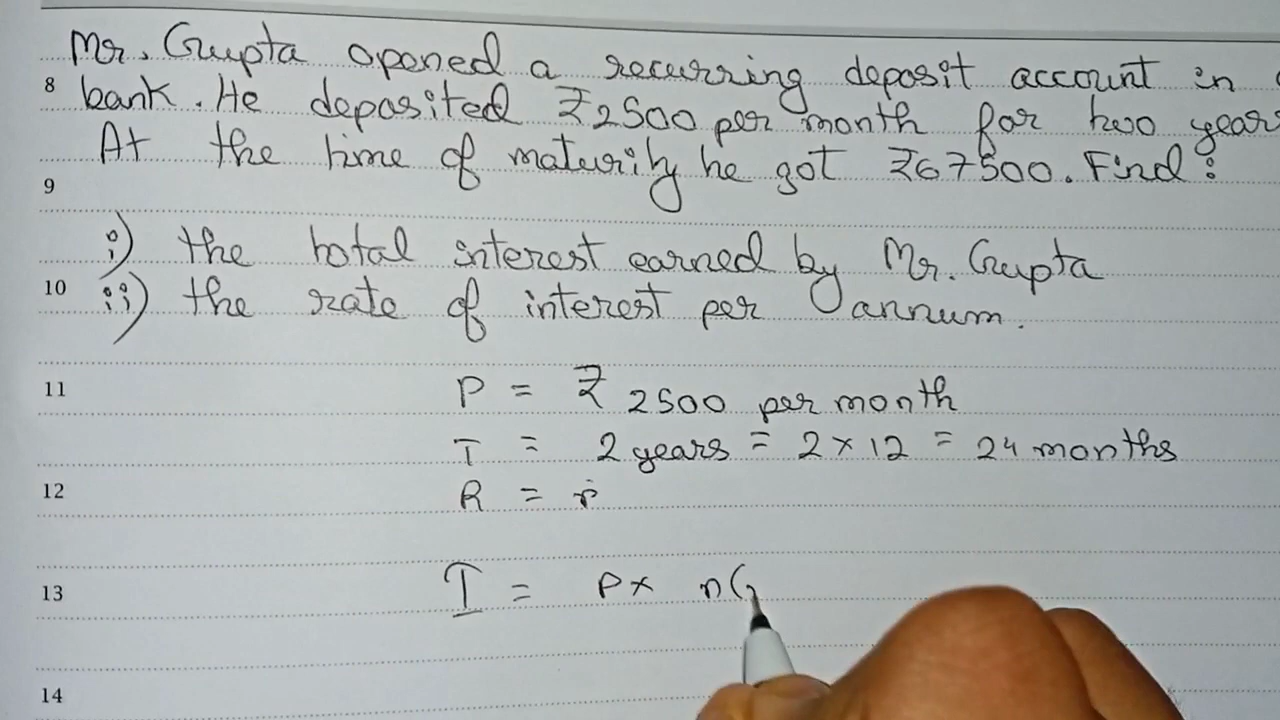 Mr. Gupta opened a recurring deposit account in
8 bank. He deposited ₹2500 per month for two years
At the time of maturity he got ₹67500. Find:
9
i) the total interest earned by Mr. Gupta
10 ii) the rate of interest per annum.
11 P = ₹ 2500 per month
T = 2 years = 2 × 12 = 24 months
12 R = r
13 I = P× n(
14